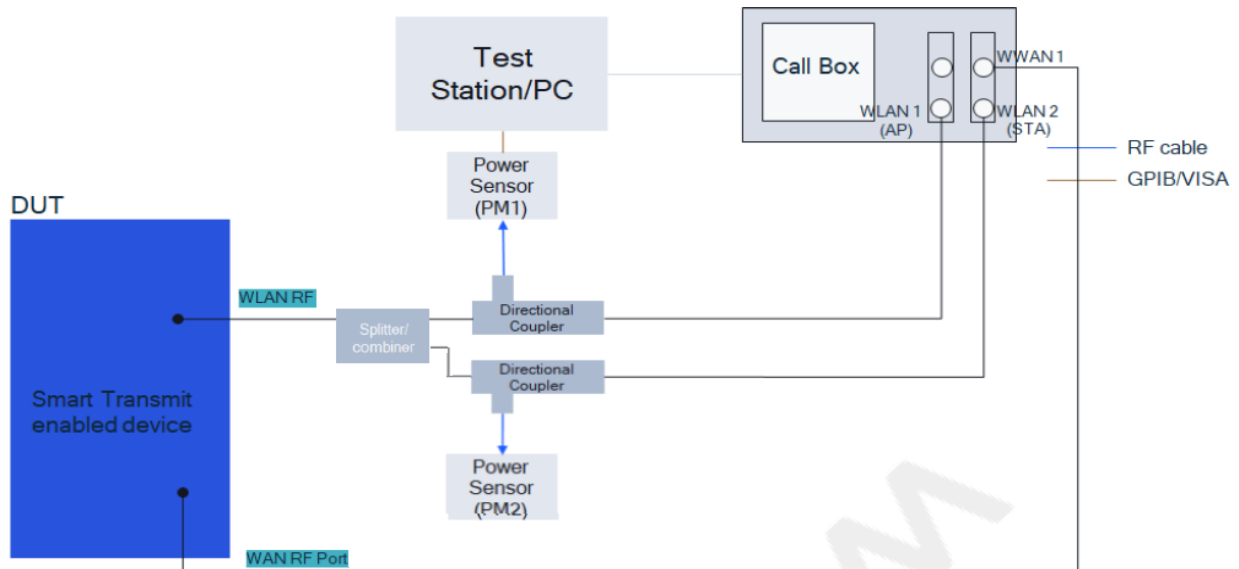 Test
Station/PC
Call Box
WWAN 1
WLAN 1
(AP)
WLAN 2
(STA)
RF cable
GPIB/VISA
Power
Sensor
(PM1)
DUT
WLAN RF
Splitter/
combiner
Directional
Coupler
Directional
Coupler
Smart Transmit
enabled device
Power
Sensor
(PM2)
WAN RF Port